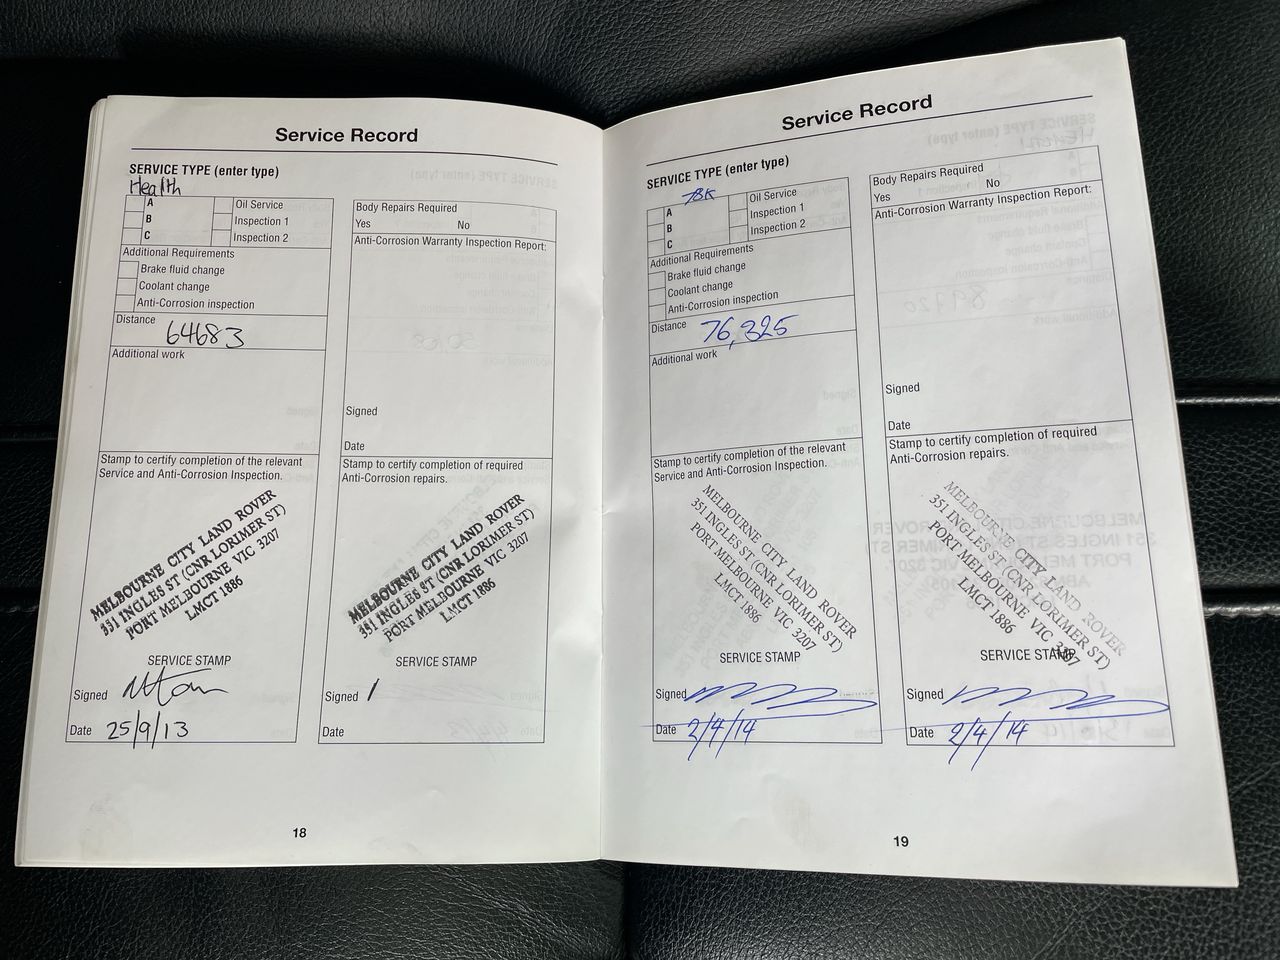 Service Record
SERVICE TYPE (enter type)
Health
A
B
C
Oil Service
Inspection 1
Inspection 2
Additional Requirements
Brake fluid change
Coolant change
Anti-Corrosion inspection
Distance
64683
Additional work
Stamp to certify completion of the relevant
Service and Anti-Corrosion Inspection.
MELBOURNE CITY LAND ROVER
351 INGLES ST (CNR LORIMER ST)
PORT MELBOURNE VIC 3207
LMCT 1886
SERVICE STAMP
Signed
Date 25/9/13
Body Repairs Required
Yes No
Anti-Corrosion Warranty Inspection Report:
Signed
Date
Stamp to certify completion of required
Anti-Corrosion repairs.
MELBOURNE CITY LAND ROVER
351 INGLES ST (CNR LORIMER ST)
PORT MELBOURNE VIC 3207
LMCT 1886
SERVICE STAMP
Signed
Date
18
Service Record
SERVICE TYPE (enter type)
78K
A
B
C
Oil Service
Inspection 1
Inspection 2
Additional Requirements
Brake fluid change
Coolant change
Anti-Corrosion inspection
Distance 76,325
Additional work
Stamp to certify completion of the relevant
Service and Anti-Corrosion Inspection.
MELBOURNE CITY LAND ROVER
351 INGLES ST (CNR LORIMER ST)
PORT MELBOURNE VIC 3207
LMCT 1886
SERVICE STAMP
Signed
Date 2/4/14
Body Repairs Required
Yes No
Anti-Corrosion Warranty Inspection Report:
Signed
Date
Stamp to certify completion of required
Anti-Corrosion repairs.
MELBOURNE CITY LAND ROVER
351 INGLES ST (CNR LORIMER ST)
PORT MELBOURNE VIC 3207
LMCT 1886
SERVICE STAMP
Signed
Date 2/4/14
19